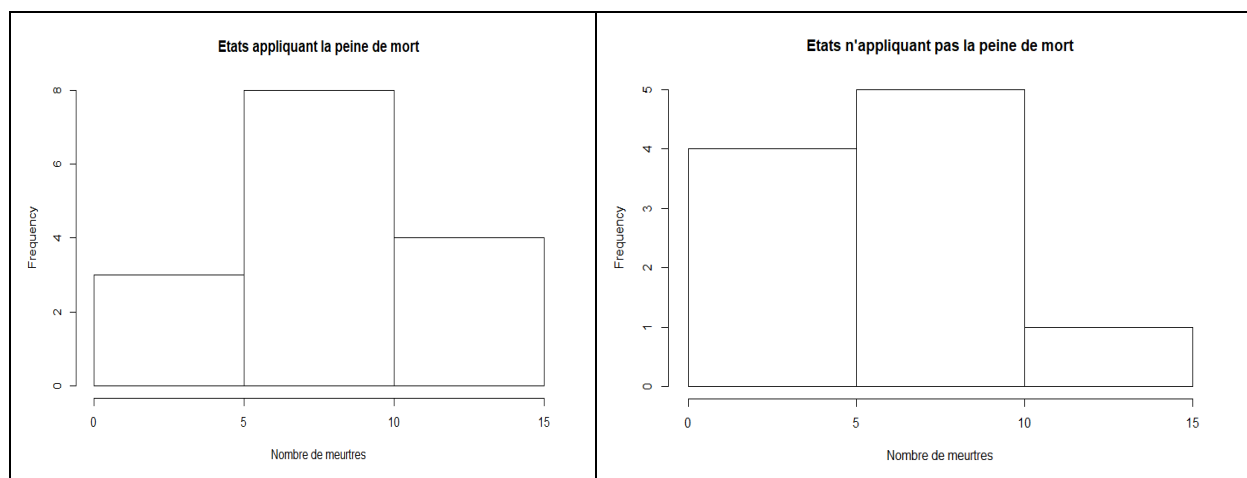 Etats appliquant la peine de mort
8
6
4
2
0
Frequency
0 5 10 15
Nombre de meurtres
Etats n'appliquant pas la peine de mort
5
4
3
2
1
0
Frequency
0 5 10 15
Nombre de meurtres